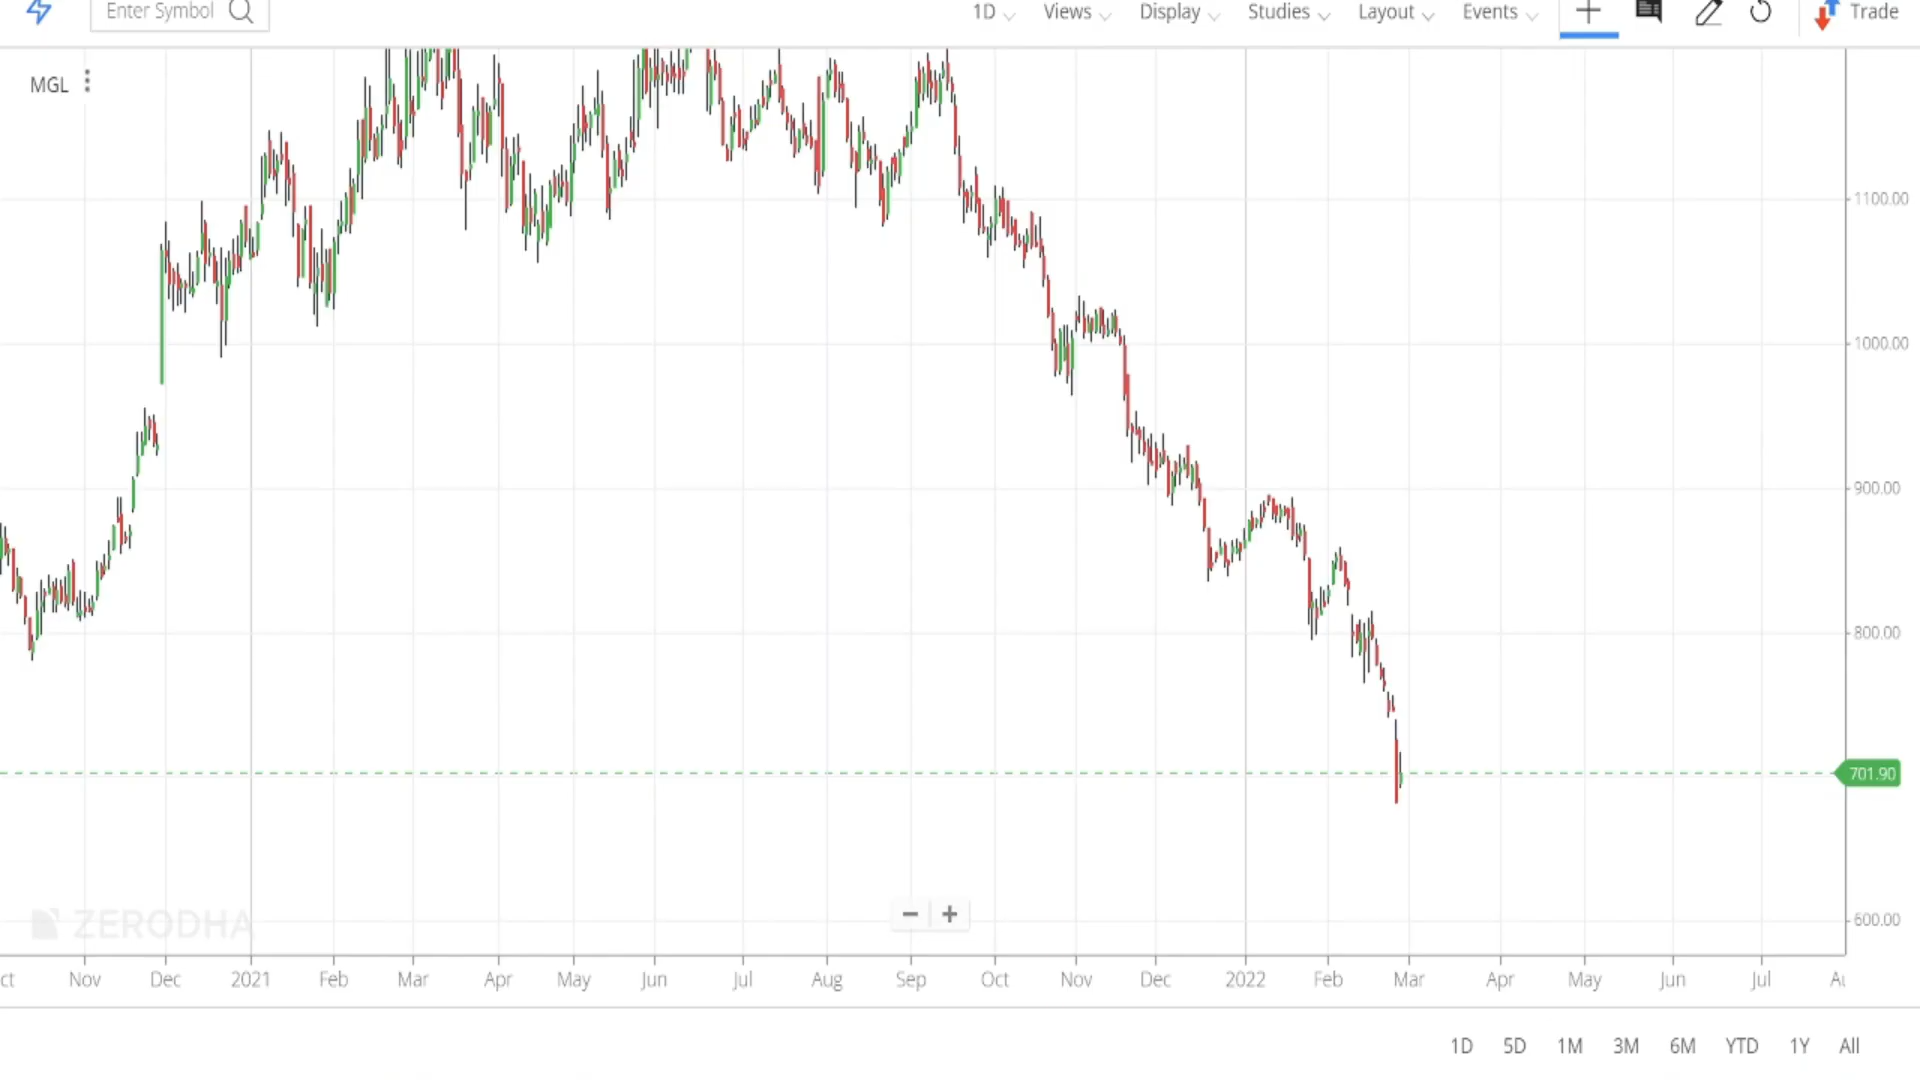 Enter Symbol 1D Views Display Studies Layout Events Trade
MGL
1100.00
1000.00
900.00
800.00
701.90
600.00
ZERODHA
ct Nov Dec 2021 Feb Mar Apr May Jun Jul Aug Sep Oct Nov Dec 2022 Feb Mar Apr May Jun Jul
1D 5D 1M 3M 6M YTD 1Y All